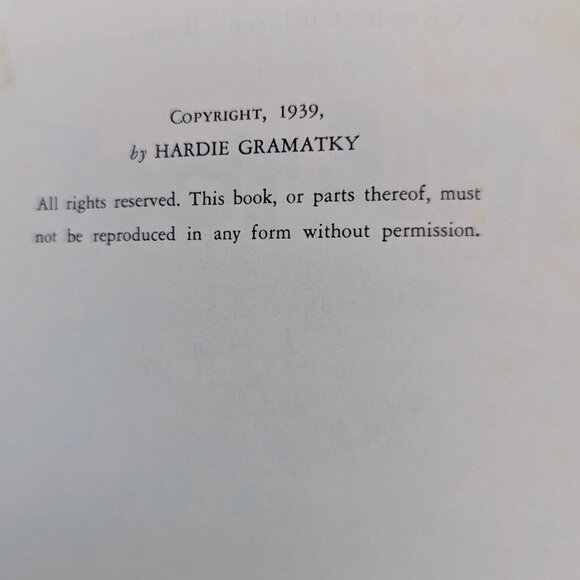 COPYRIGHT, 1939,
by HARDIE GRAMATKY
All rights reserved. This book, or parts thereof, must
not be reproduced in any form without permission.